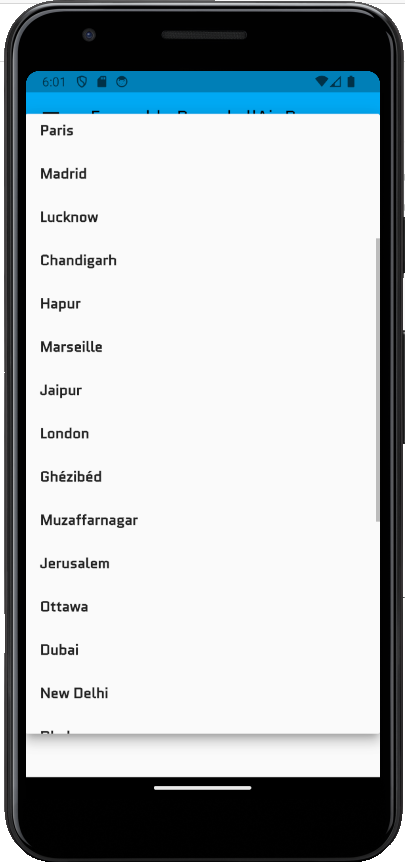 6:01
Paris
Madrid
Lucknow
Chandigarh
Hapur
Marseille
Jaipur
London
Ghézibéd
Muzaffarnagar
Jerusalem
Ottawa
Dubai
New Delhi